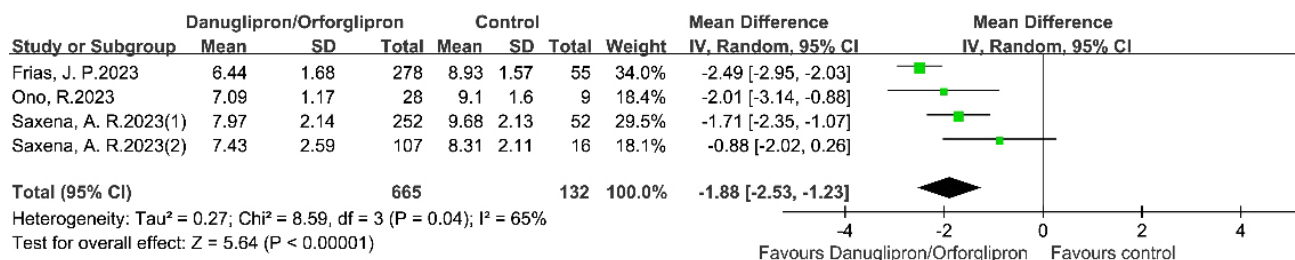 Danuglipron/Orforglipron Control Mean Difference Mean Difference
Study or Subgroup Mean SD Total Mean SD Total Weight IV, Random, 95% CI IV, Random, 95% CI
Frias, J. P.2023 6.44 1.68 278 8.93 1.57 55 34.0% -2.49 [-2.95, -2.03]
Ono, R.2023 7.09 1.17 28 9.1 1.6 9 18.4% -2.01 [-3.14, -0.88]
Saxena, A. R.2023(1) 7.97 2.14 252 9.68 2.13 52 29.5% -1.71 [-2.35, -1.07]
Saxena, A. R.2023(2) 7.43 2.59 107 8.31 2.11 16 18.1% -0.88 [-2.02, 0.26]
Total (95% CI) 665 132 100.0% -1.88 [-2.53, -1.23]
Heterogeneity: Tau² = 0.27; Chi² = 8.59, df = 3 (P = 0.04); I² = 65%
Test for overall effect: Z = 5.64 (P < 0.00001)
-4 -2 0 2 4
Favours Danuglipron/Orforglipron Favours control